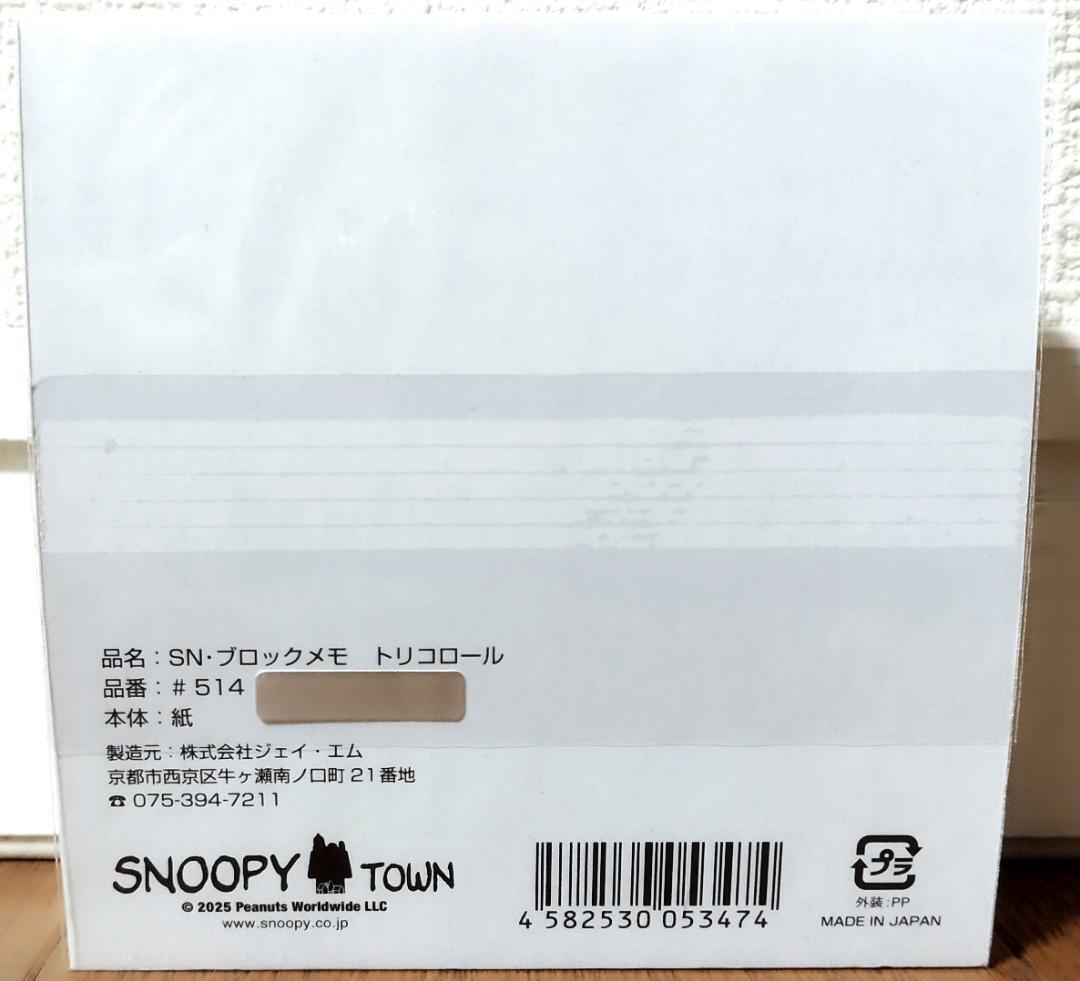 品名：SN・ブロックメモ　トリコロール
品番：＃514
本体：紙
製造元：株式会社ジェイ・エム
京都市西京区牛ヶ瀬南ノ口町21番地
☎ 075-394-7211
SNOOPY TOWN
© 2025 Peanuts Worldwide LLC
www.snoopy.co.jp
4 582530 053474
プラ
外装:PP
MADE IN JAPAN